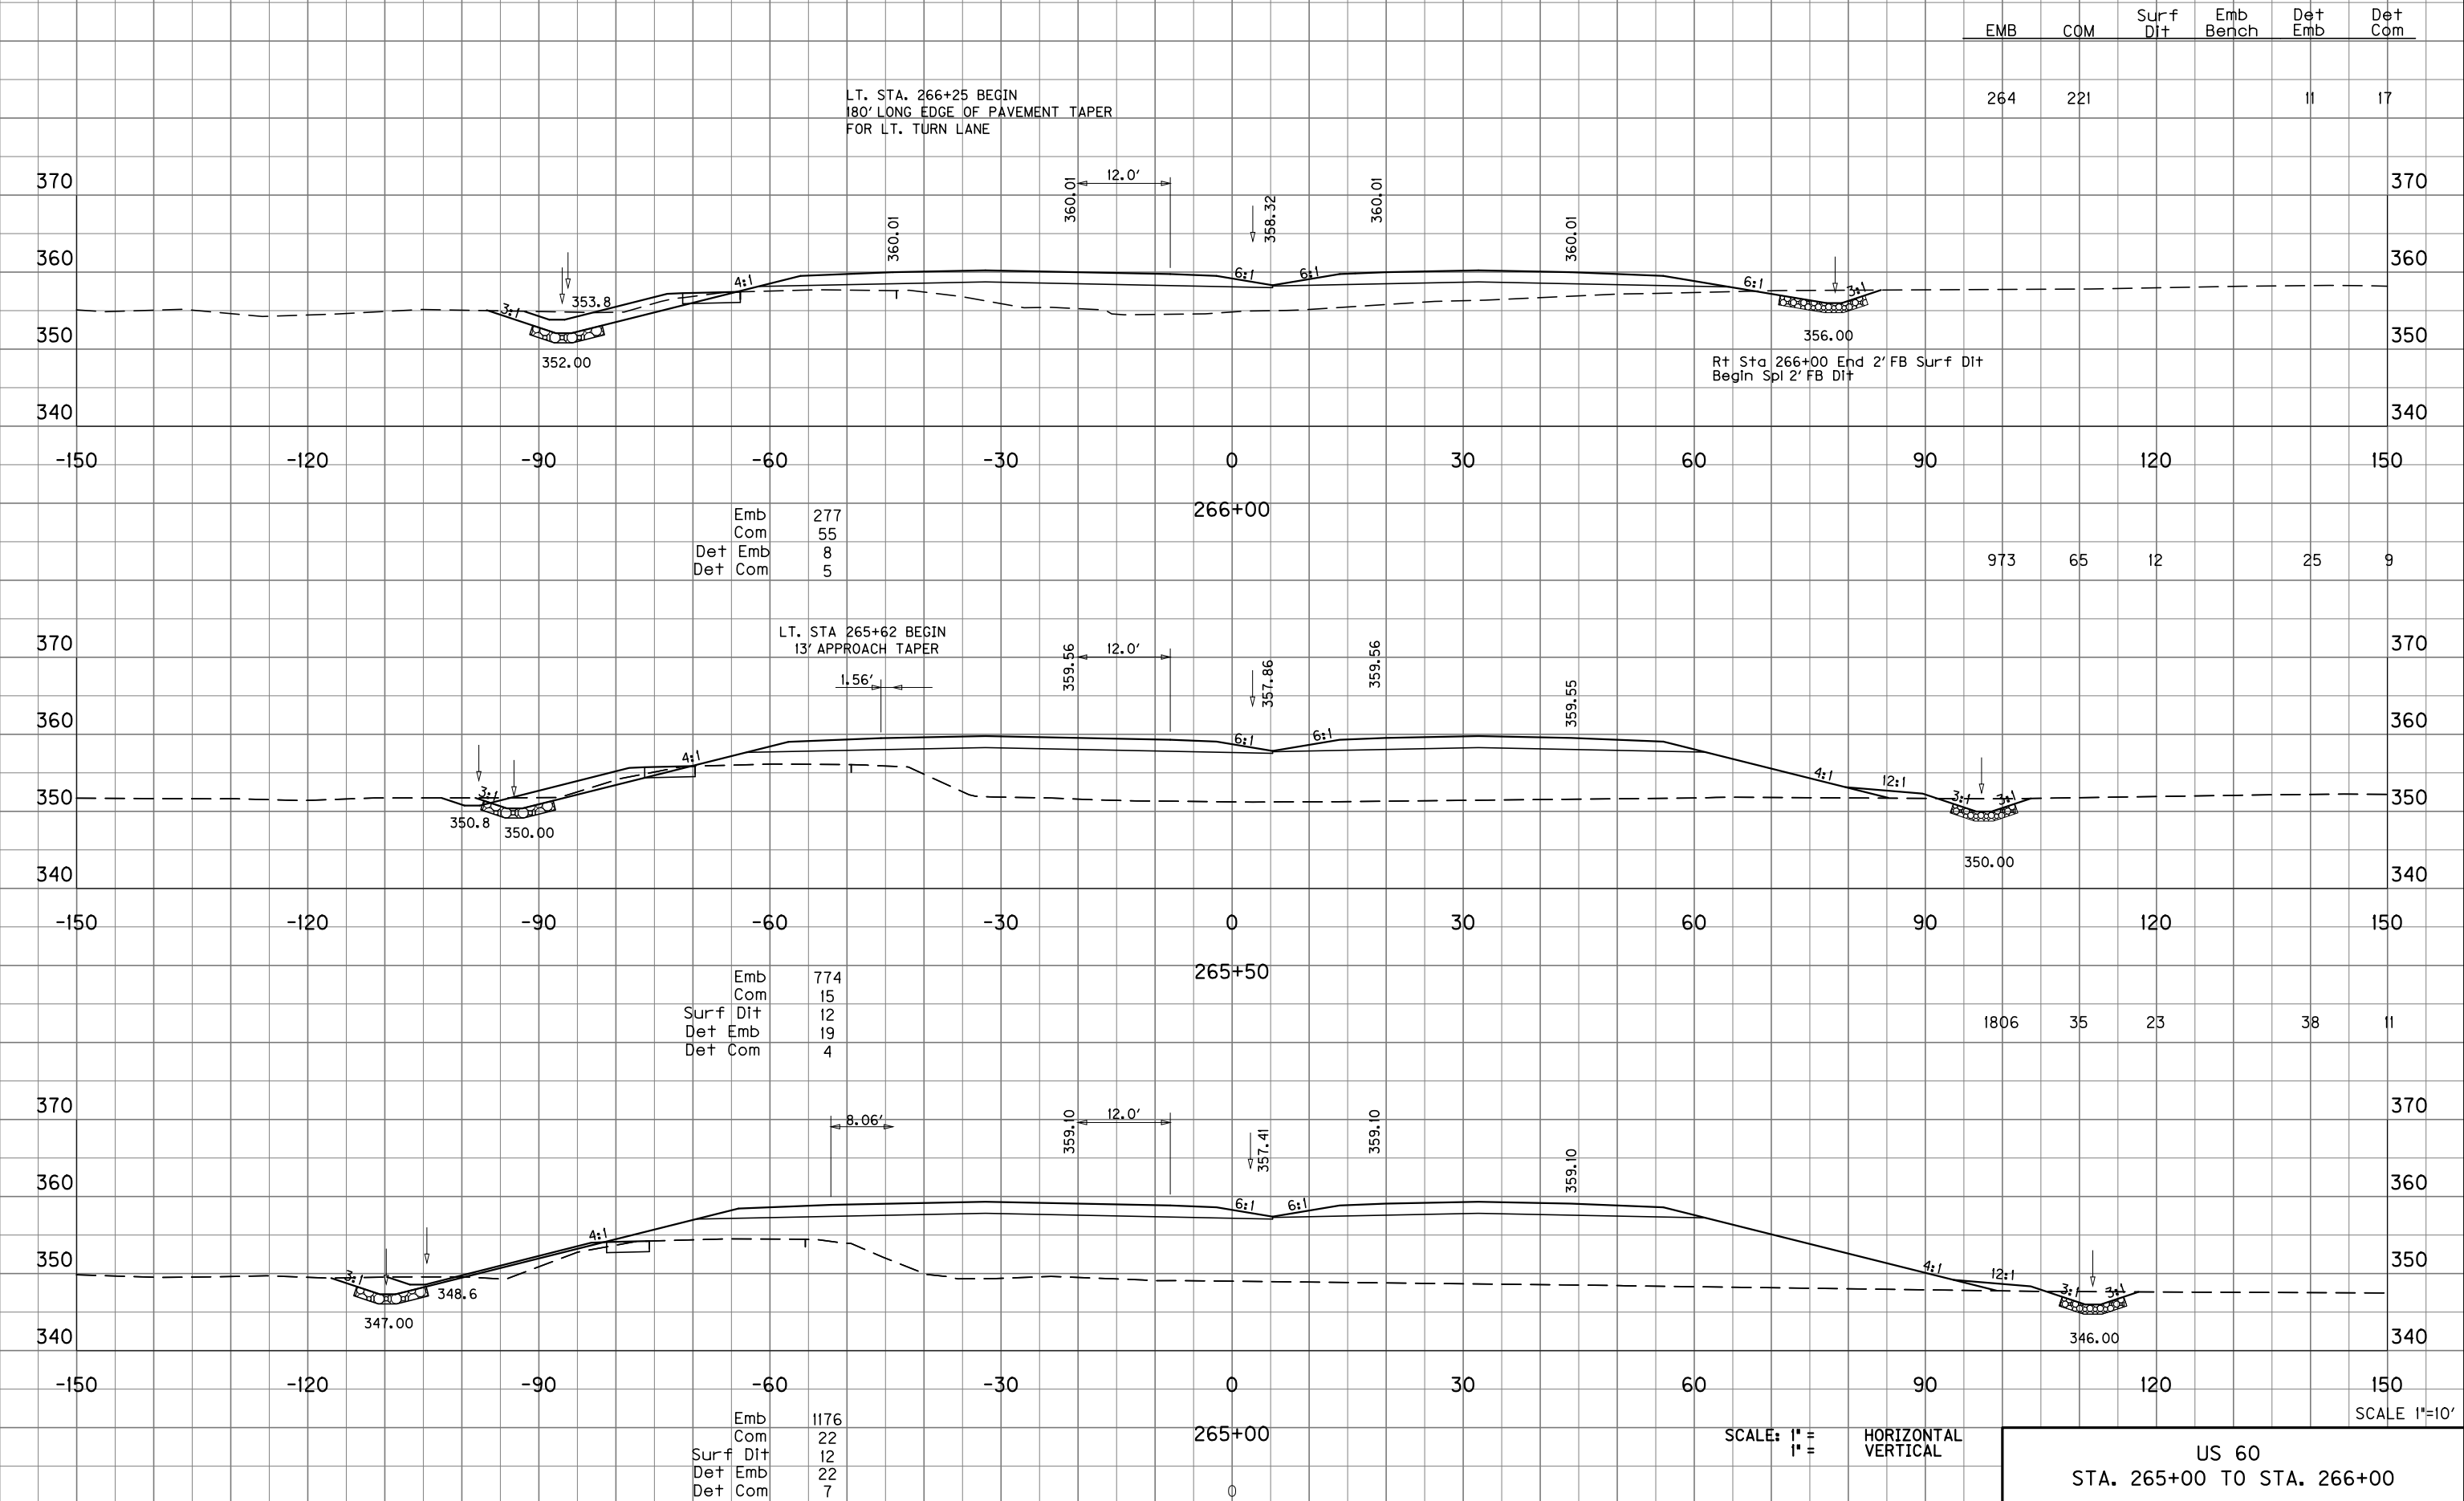 EMB COM Surf Dit Emb Bench Det Emb Det Com
264 221 11 17
LT. STA. 266+25 BEGIN
180' LONG EDGE OF PAVEMENT TAPER
FOR LT. TURN LANE
370 370
360.01 360.01 12.0' 358.32 360.01 360.01
360 360
4:1 6:1 6:1 6:1 3:1
3:1 353.8
350 350
352.00 356.00
Rt Sta 266+00 End 2' FB Surf Dit
Begin Spl 2' FB Dit
340 340
-150 -120 -90 -60 -30 0 30 60 90 120 150
266+00
Emb 277
Com 55
Det Emb 8
Det Com 5
973 65 12 25 9
LT. STA 265+62 BEGIN
13' APPROACH TAPER
370 370
1.56' 359.56 12.0' 357.86 359.56 359.55
360 360
4:1 6:1 6:1 4:1 12:1
3:1 3:1 3:1
350 350
350.8 350.00 350.00
340 340
-150 -120 -90 -60 -30 0 30 60 90 120 150
265+50
Emb 774
Com 15
Surf Dit 12
Det Emb 19
Det Com 4
1806 35 23 38 11
370 370
8.06' 359.10 12.0' 357.41 359.10 359.10
360 360
4:1 6:1 6:1 4:1 12:1
350 350
3:1 348.6 3:1 3:1
347.00 346.00
340 340
-150 -120 -90 -60 -30 0 30 60 90 120 150
SCALE 1"=10'
265+00
Emb 1176
Com 22
Surf Dit 12
Det Emb 22
Det Com 7
0
SCALE: 1" = HORIZONTAL
1" = VERTICAL
US 60
STA. 265+00 TO STA. 266+00